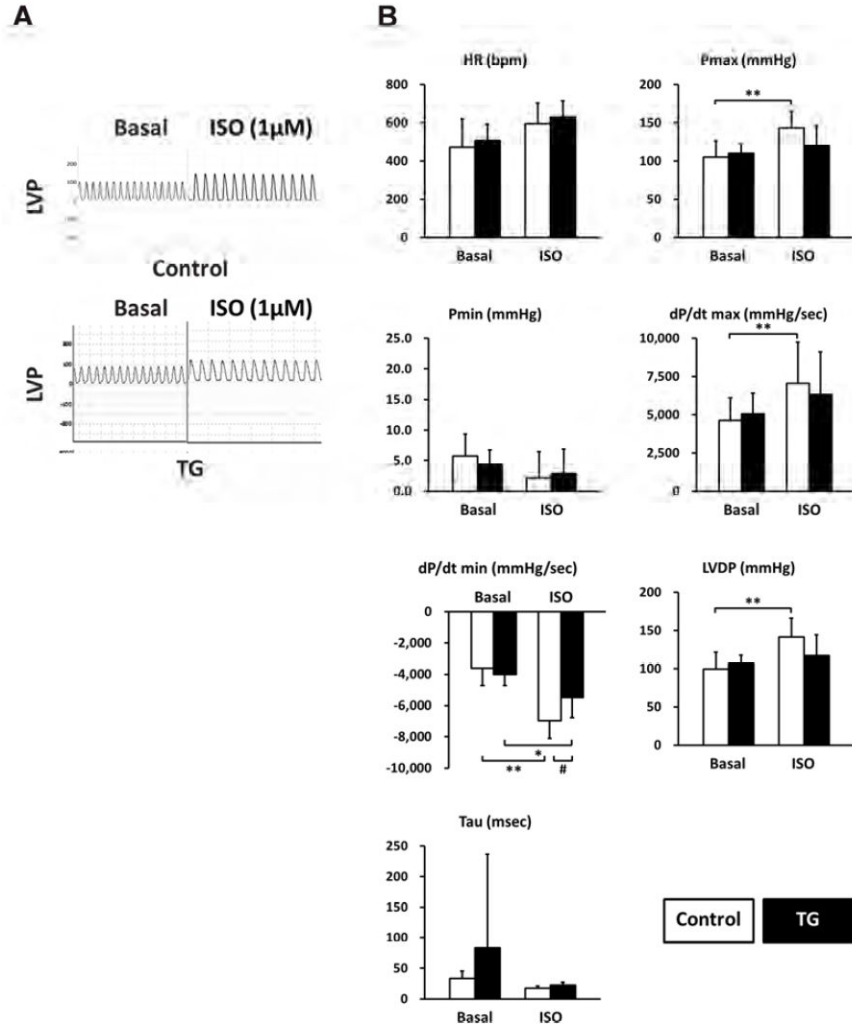 A
Basal ISO (1μM)
LVP
200
100
0
Control
Basal ISO (1μM)
LVP
0
TG
B
HR (bpm)
800
600
400
200
0
Basal ISO
Pmax (mmHg)
200
150
100
50
0
**
Basal ISO
Pmin (mmHg)
25.0
20.0
15.0
10.0
5.0
0.0
Basal ISO
dP/dt max (mmHg/sec)
10,000
7,500
5,000
2,500
0
**
Basal ISO
dP/dt min (mmHg/sec)
Basal ISO
0
-2,000
-4,000
-6,000
-8,000
-10,000
*
** #
LVDP (mmHg)
200
150
100
50
0
**
Basal ISO
Tau (msec)
250
200
150
100
50
0
Basal ISO
Control TG